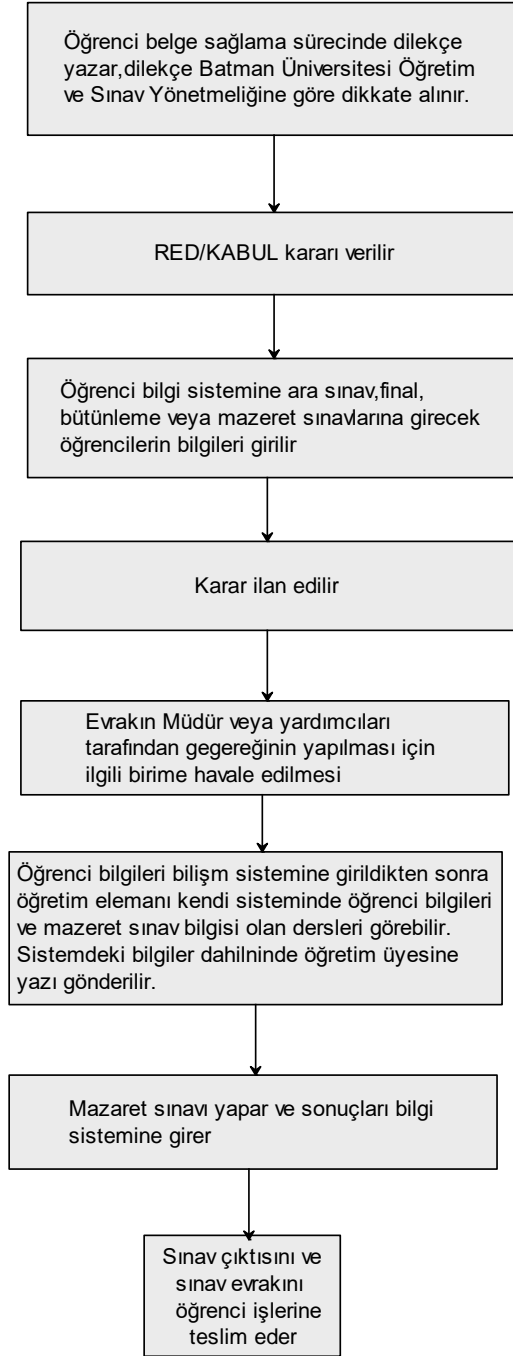 Öğrenci belge sağlama sürecinde dilekçe
yazar,dilekçe Batman Üniversitesi Öğretim
ve Sınav Yönetmeliğine göre dikkate alınır.
RED/KABUL kararı verilir
Öğrenci bilgi sistemine ara sınav,final,
bütünleme veya mazeret sınavlarına girecek
öğrencilerin bilgileri girilir
Karar ilan edilir
Evrakın Müdür veya yardımcıları
tarafından gegereğinin yapılması için
ilgili birime havale edilmesi
Öğrenci bilgileri bilişm sistemine girildikten sonra
öğretim elemanı kendi sisteminde öğrenci bilgileri
ve mazeret sınav bilgisi olan dersleri görebilir.
Sistemdeki bilgiler dahilninde öğretim üyesine
yazı gönderilir.
Mazaret sınavı yapar ve sonuçları bilgi
sistemine girer
Sınav çıktısını ve
sınav evrakını
öğrenci işlerine
teslim eder